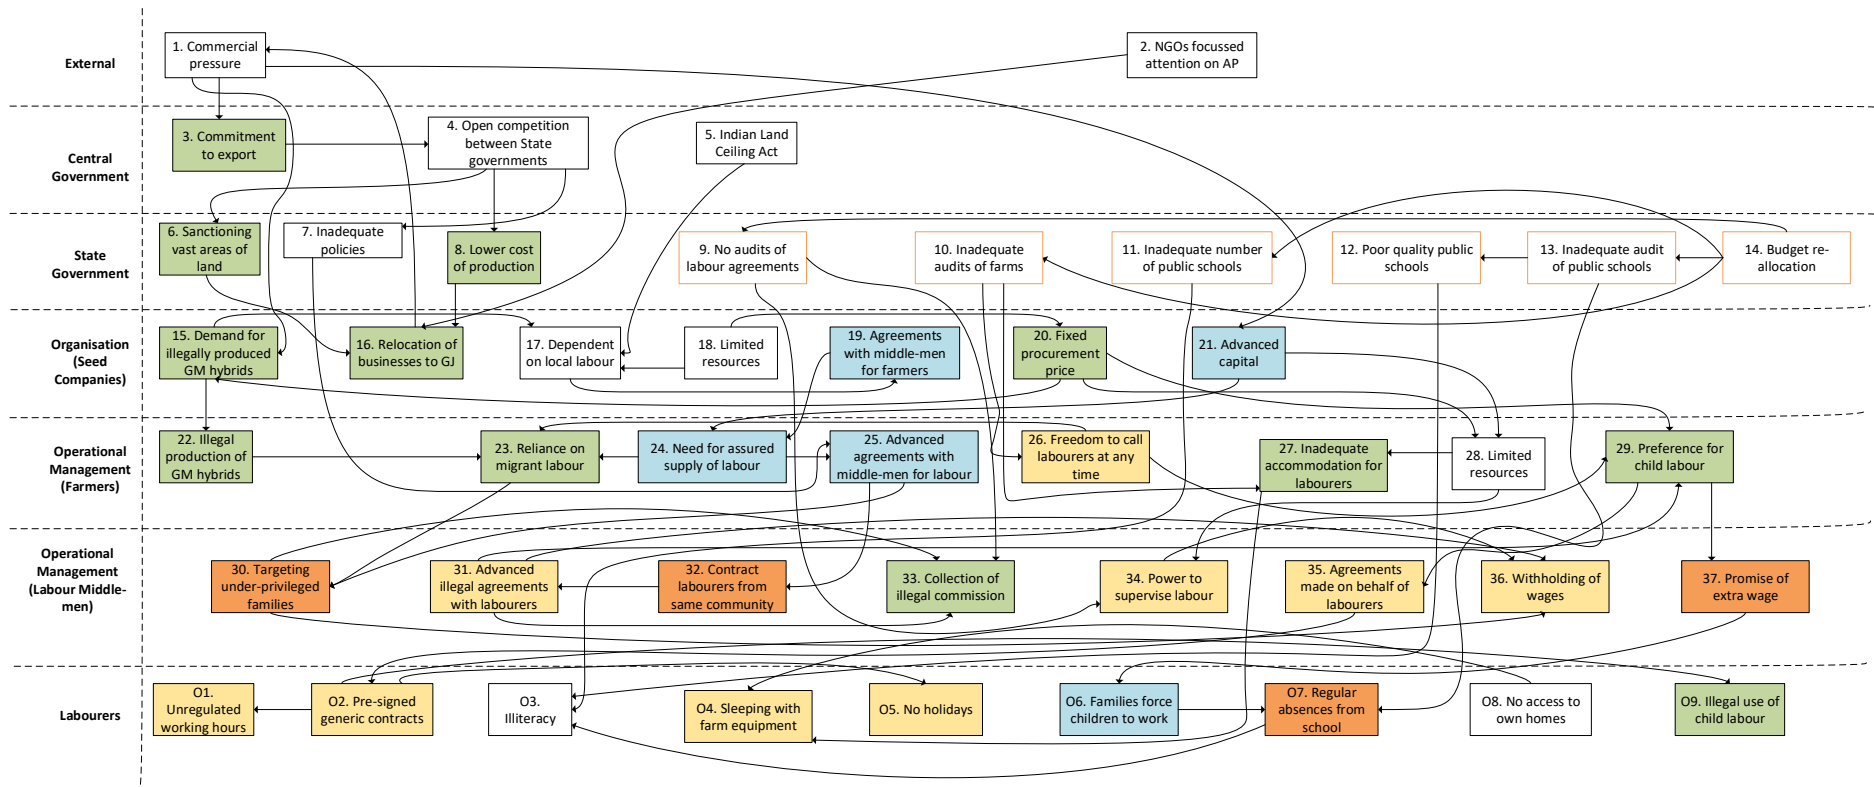 External
1. Commercial
pressure
2. NGOs focussed
attention on AP
Central
Government
3. Commitment
to export
4. Open competition
between State
governments
5. Indian Land
Ceiling Act
State
Government
6. Sanctioning
vast areas of
land
7. Inadequate
policies
8. Lower cost
of production
9. No audits of
labour agreements
10. Inadequate
audits of farms
11. Inadequate number
of public schools
12. Poor quality public
schools
13. Inadequate audit
of public schools
14. Budget re-
allocation
Organisation
(Seed
Companies)
15. Demand for
illegally produced
GM hybrids
16. Relocation of
businesses to GJ
17. Dependent
on local labour
18. Limited
resources
19. Agreements
with middle-men
for farmers
20. Fixed
procurement
price
21. Advanced
capital
Operational
Management
(Farmers)
22. Illegal
production of
GM hybrids
23. Reliance on
migrant labour
24. Need for assured
supply of labour
25. Advanced
agreements with
middle-men for labour
26. Freedom to call
labourers at any
time
27. Inadequate
accommodation for
labourers
28. Limited
resources
29. Preference for
child labour
Operational
Management
(Labour Middle-
men)
30. Targeting
under-privileged
families
31. Advanced
illegal agreements
with labourers
32. Contract
labourers from
same community
33. Collection of
illegal commission
34. Power to
supervise labour
35. Agreements
made on behalf of
labourers
36. Withholding of
wages
37. Promise of
extra wage
Labourers
O1.
Unregulated
working hours
O2. Pre-signed
generic contracts
O3.
Illiteracy
O4. Sleeping with
farm equipment
O5. No holidays
O6. Families force
children to work
O7. Regular
absences from
school
O8. No access to
own homes
O9. Illegal use of
child labour